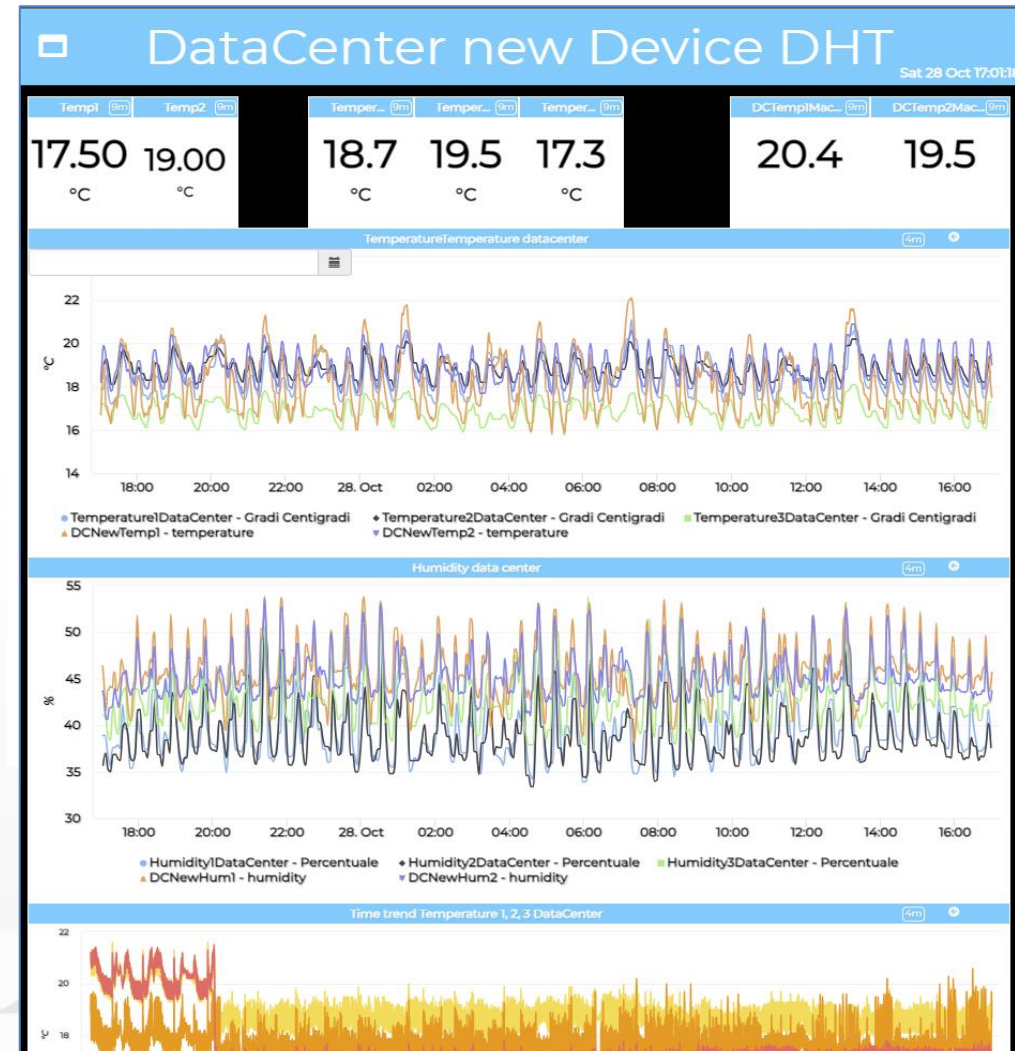 DataCenter new Device DHT
Sat 28 Oct 17:01:18
Temp1 9m Temp2 9m Temper... 9m Temper... 9m Temper... 9m DCTemp1Mac... 9m DCTemp2Mac... 9m
17.50 19.00 18.7 19.5 17.3 20.4 19.5
°C °C °C °C °C
TemperatureTemperature datacenter 4m
22
20
°C
18
16
14
18:00 20:00 22:00 28. Oct 02:00 04:00 06:00 08:00 10:00 12:00 14:00 16:00
Temperature1DataCenter - Gradi Centigradi Temperature2DataCenter - Gradi Centigradi Temperature3DataCenter - Gradi Centigradi
DCNewTemp1 - temperature DCNewTemp2 - temperature
Humidity data center 4m
55
50
45
%
40
35
30
18:00 20:00 22:00 28. Oct 02:00 04:00 06:00 08:00 10:00 12:00 14:00 16:00
Humidity1DataCenter - Percentuale Humidity2DataCenter - Percentuale Humidity3DataCenter - Percentuale
DCNewHum1 - humidity DCNewHum2 - humidity
Time trend Temperature 1, 2, 3 DataCenter 4m
22
20
°C
18